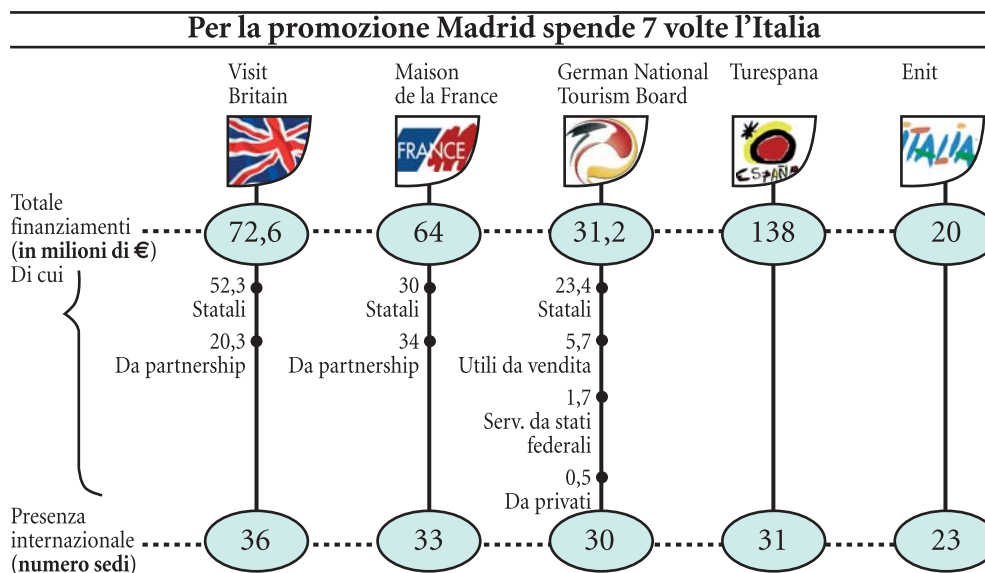 Per la promozione Madrid spende 7 volte l'Italia
Visit
Britain
Maison
de la France
German National
Tourism Board
Turespana
Enit
FRANCE
ESPAÑA
ITALIA
Totale
finanziamenti
(in milioni di €)
72,6
64
31,2
138
20
Di cui
52,3
Statali
20,3
Da partnership
30
Statali
34
Da partnership
23,4
Statali
5,7
Utili da vendita
1,7
Serv. da stati
federali
0,5
Da privati
Presenza
internazionale
(numero sedi)
36
33
30
31
23